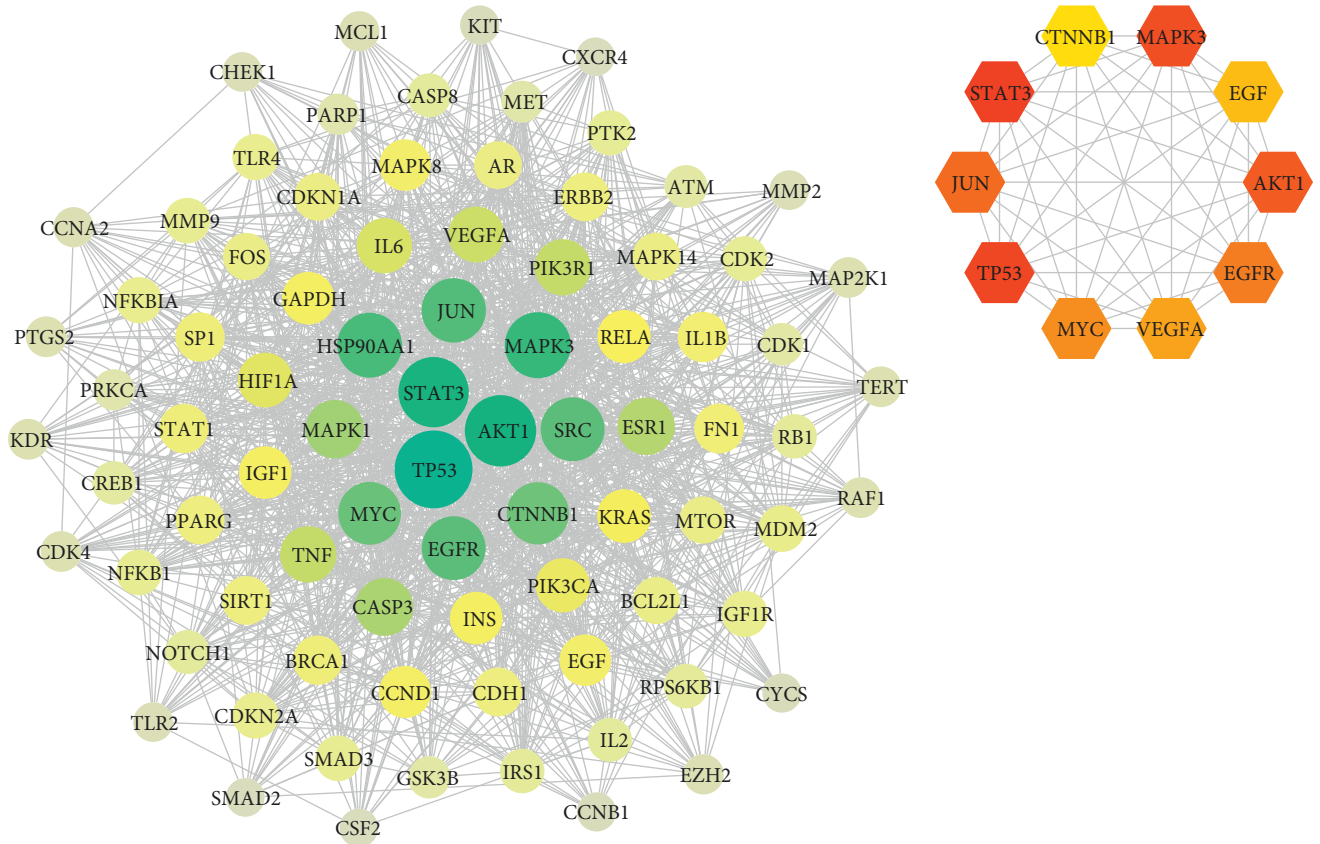 KIT
MCL1
CXCR4
CHEK1
CASP8
MET
PARP1
PTK2
TLR4
MAPK8
AR
ATM
MMP2
CDKN1A
ERBB2
CCNA2
MMP9
IL6
VEGFA
FOS
PIK3R1
MAPK14
CDK2
MAP2K1
NFKBIA
GAPDH
JUN
PTGS2
SP1
HSP90AA1
MAPK3
RELA
IL1B
CDK1
PRKCA
HIF1A
STAT3
TERT
KDR
STAT1
MAPK1
AKT1
SRC
ESR1
FN1
RB1
TP53
CREB1
IGF1
RAF1
MYC
CTNNB1
KRAS
MTOR
PPARG
MDM2
CDK4
TNF
EGFR
NFKB1
SIRT1
CASP3
PIK3CA
BCL2L1
IGF1R
INS
NOTCH1
BRCA1
EGF
CCND1
CDH1
RPS6KB1
CYCS
TLR2
CDKN2A
IL2
SMAD3
GSK3B
IRS1
EZH2
SMAD2
CSF2
CCNB1
CTNNB1
MAPK3
STAT3
EGF
JUN
AKT1
TP53
EGFR
MYC
VEGFA